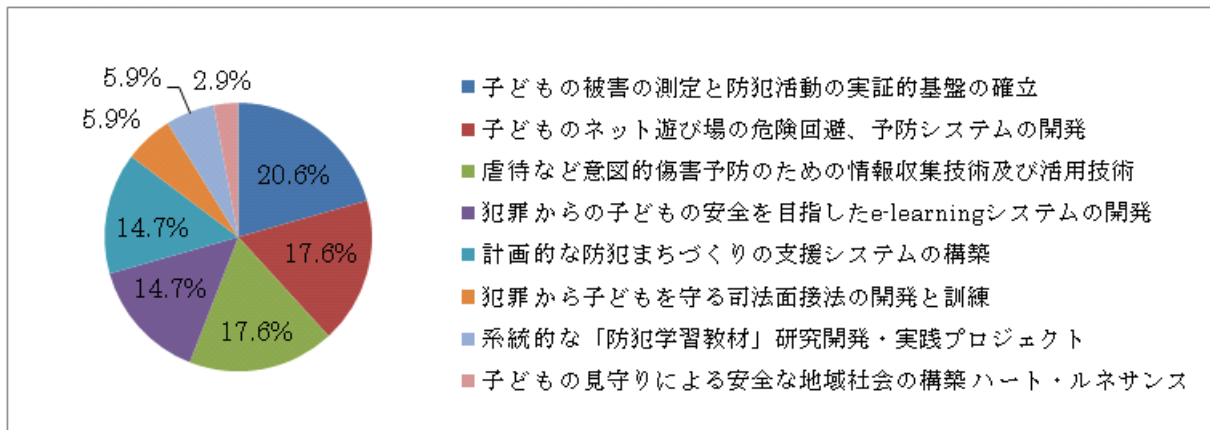 5.9%
2.9%
5.9%
20.6%
14.7%
17.6%
14.7%
17.6%
子どもの被害の測定と防犯活動の実証的基盤の確立
子どものネット遊び場の危険回避、予防システムの開発
虐待など意図的傷害予防のための情報収集技術及び活用技術
犯罪からの子どもの安全を目指したe-learningシステムの開発
計画的な防犯まちづくりの支援システムの構築
犯罪から子どもを守る司法面接法の開発と訓練
系統的な「防犯学習教材」研究開発・実践プロジェクト
子どもの見守りによる安全な地域社会の構築 ハート・ルネサンス